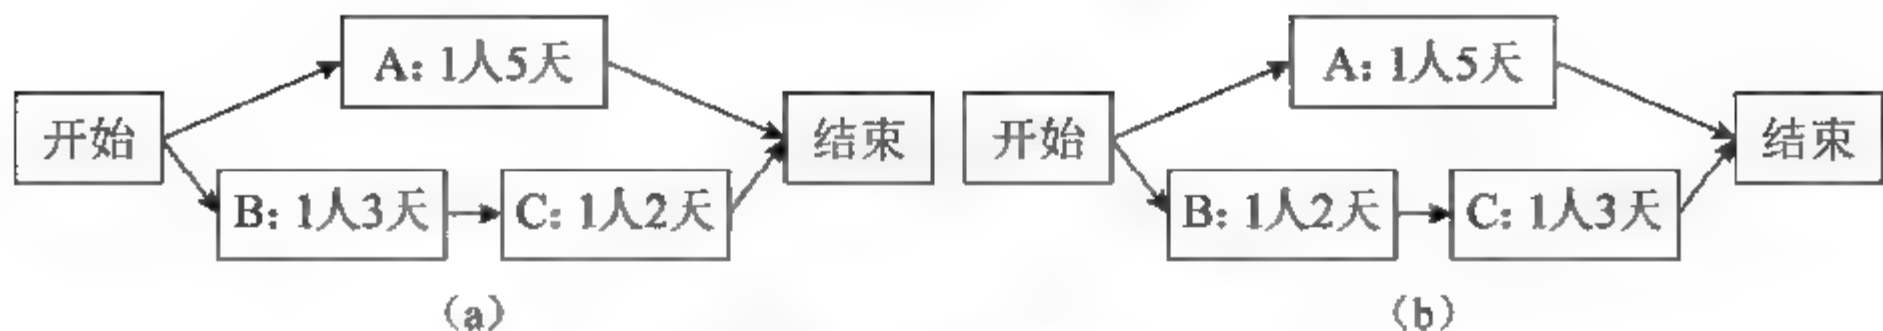 A: 1人5天
开始
结束
B: 1人3天
C: 1人2天
(a)
A: 1人5天
开始
结束
B: 1人2天
C: 1人3天
(b)